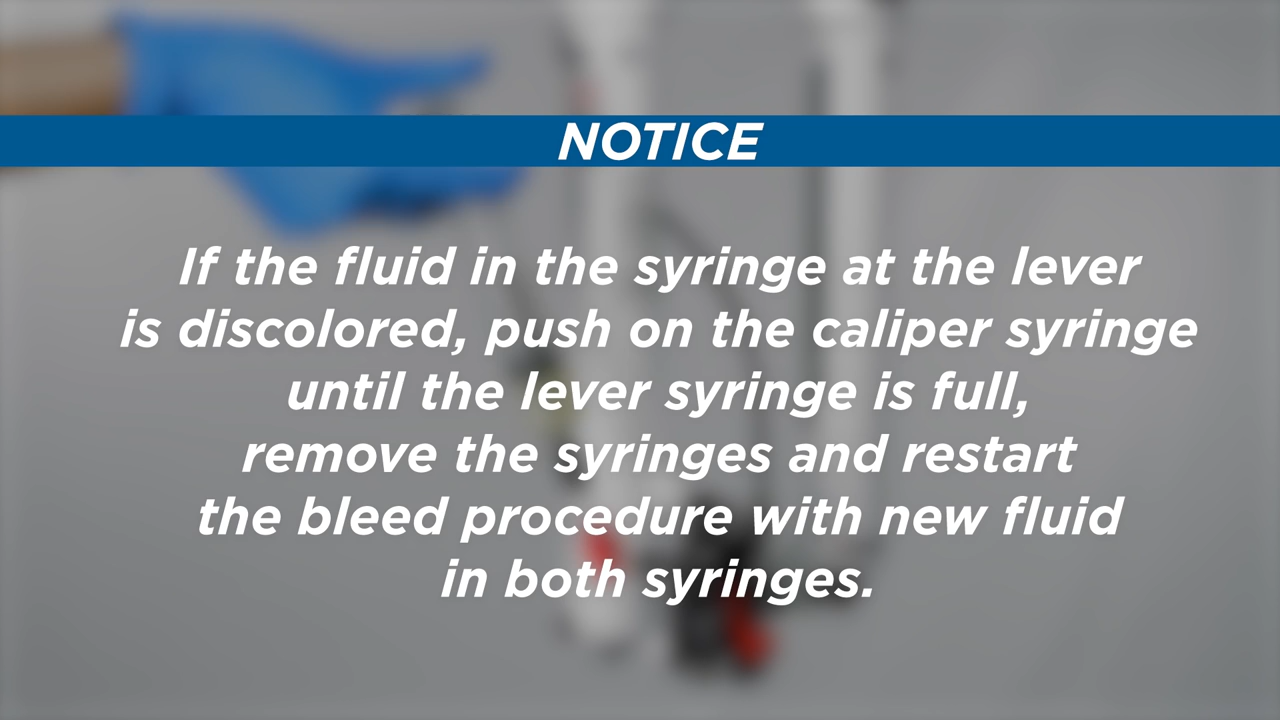 NOTICE
If the fluid in the syringe at the lever
is discolored, push on the caliper syringe
until the lever syringe is full,
remove the syringes and restart
the bleed procedure with new fluid
in both syringes.